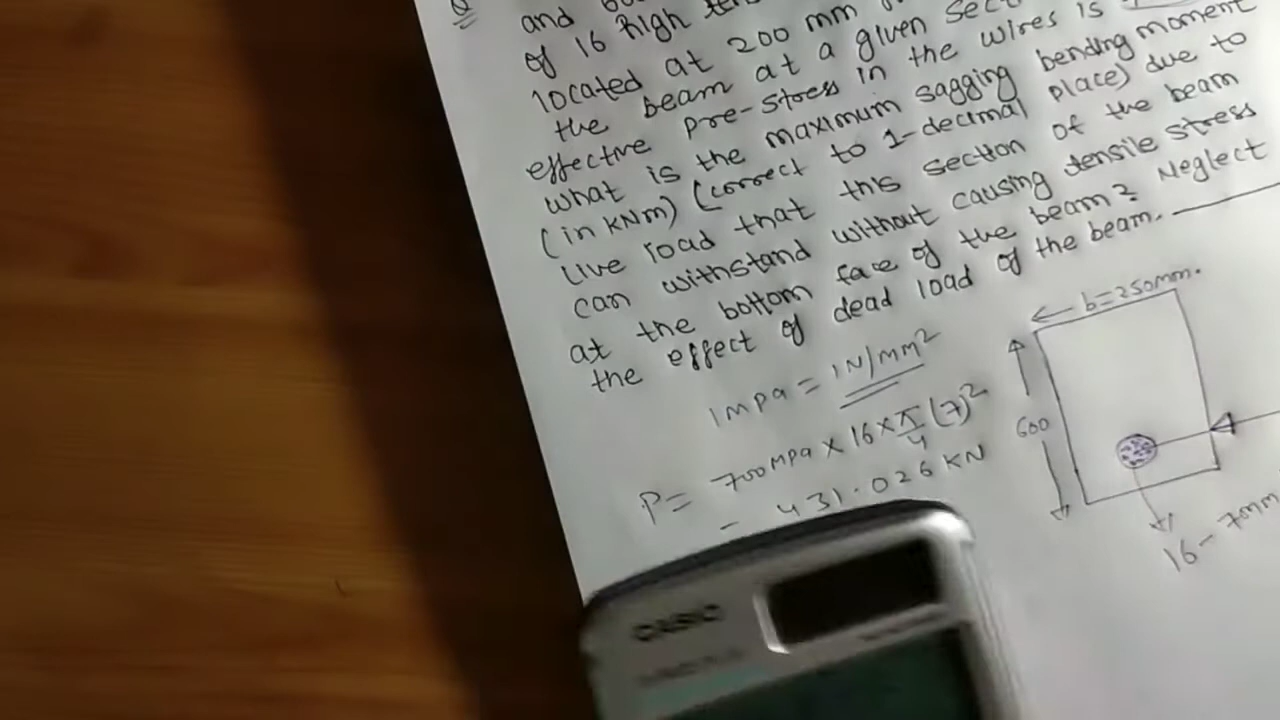 Q and
of 16 high
located at 200 mm
the beam at a given
effective pre-stress in the wires is
what is the maximum sagging bending moment
(in kNm) (correct to 1-decimal place) due to
live load that this section of the beam
can withstand without causing tensile stress
at the bottom face of the beam? Neglect
the effect of dead load of the beam.
b=250mm.
1mpa = 1N/mm²
600
P = 700mpa × 16 × π/4 (7)²
= 431.026 KN
16 - 7mm
CASIO